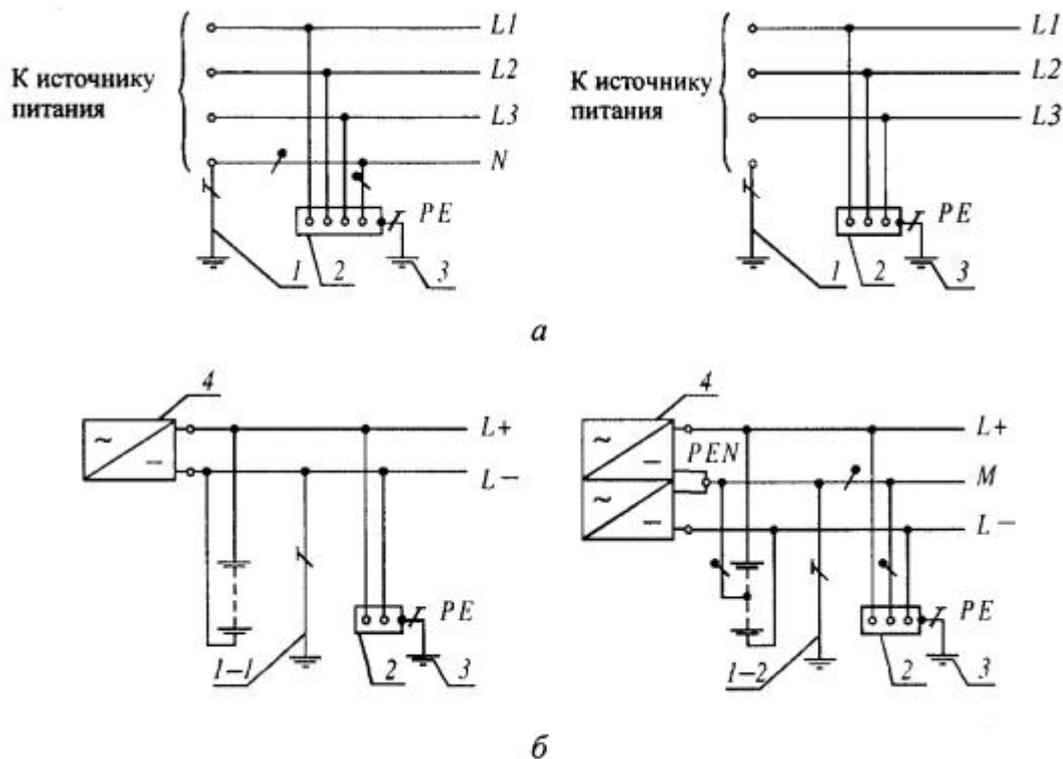 L1
L2
К источнику
питания
L3
N
PE
1
2
3
L1
L2
К источнику
питания
L3
PE
1
2
3
а
4
L+
L−
PE
1–1
2
3
4
L+
PEN
M
L−
PE
1–2
2
3
б